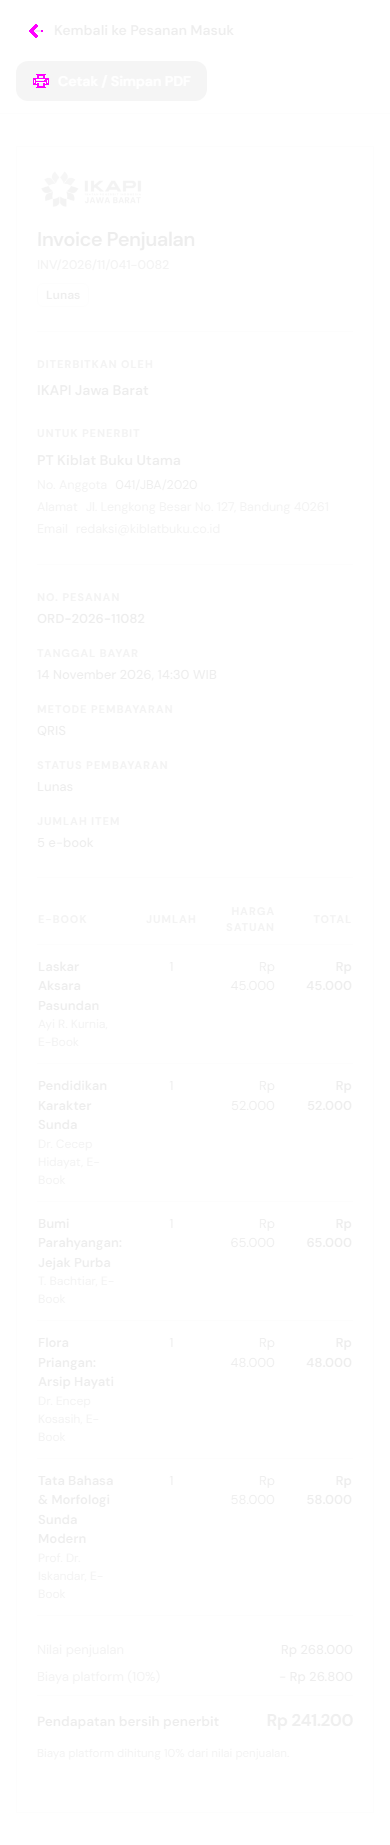 Kembali ke Pesanan Masuk
Cetak / Simpan PDF
IKAPI
JAWA BARAT
Invoice Penjualan
INV/2026/11/041-0082
Lunas
DITERBITKAN OLEH
IKAPI Jawa Barat
UNTUK PENERBIT
PT Kiblat Buku Utama
No. Anggota: 041/JBA/2020
Alamat: Jl. Lengkong Besar No. 127, Bandung 40261
Email: redaksi@kiblatbuku.co.id
NO. PESANAN
ORD-2026-11082
TANGGAL BAYAR
14 November 2026, 14:30 WIB
METODE PEMBAYARAN
QRIS
STATUS PEMBAYARAN
Lunas
JUMLAH ITEM
5 e-book
E-BOOK JUMLAH HARGA SATUAN TOTAL
Laskar 1 Rp Rp
Aksara 45.000 45.000
Pasundan
Ayi R. Kurnia,
E-Book
Pendidikan 1 Rp Rp
Karakter 52.000 52.000
Sunda
Dr. Cecep
Hidayat, E-
Book
Bumi 1 Rp Rp
Parahyangan: 65.000 65.000
Jejak Purba
T. Bachtiar, E-
Book
Flora 1 Rp Rp
Priangan: 48.000 48.000
Arsip Hayati
Dr. Encep
Kosasih, E-
Book
Tata Bahasa 1 Rp Rp
& Morfologi 58.000 58.000
Sunda
Modern
Prof. Dr.
Iskandar, E-
Book
Nilai penjualan Rp 268.000
Biaya platform (10%) - Rp 26.800
Pendapatan bersih penerbit Rp 241.200
Biaya platform dihitung 10% dari nilai penjualan.